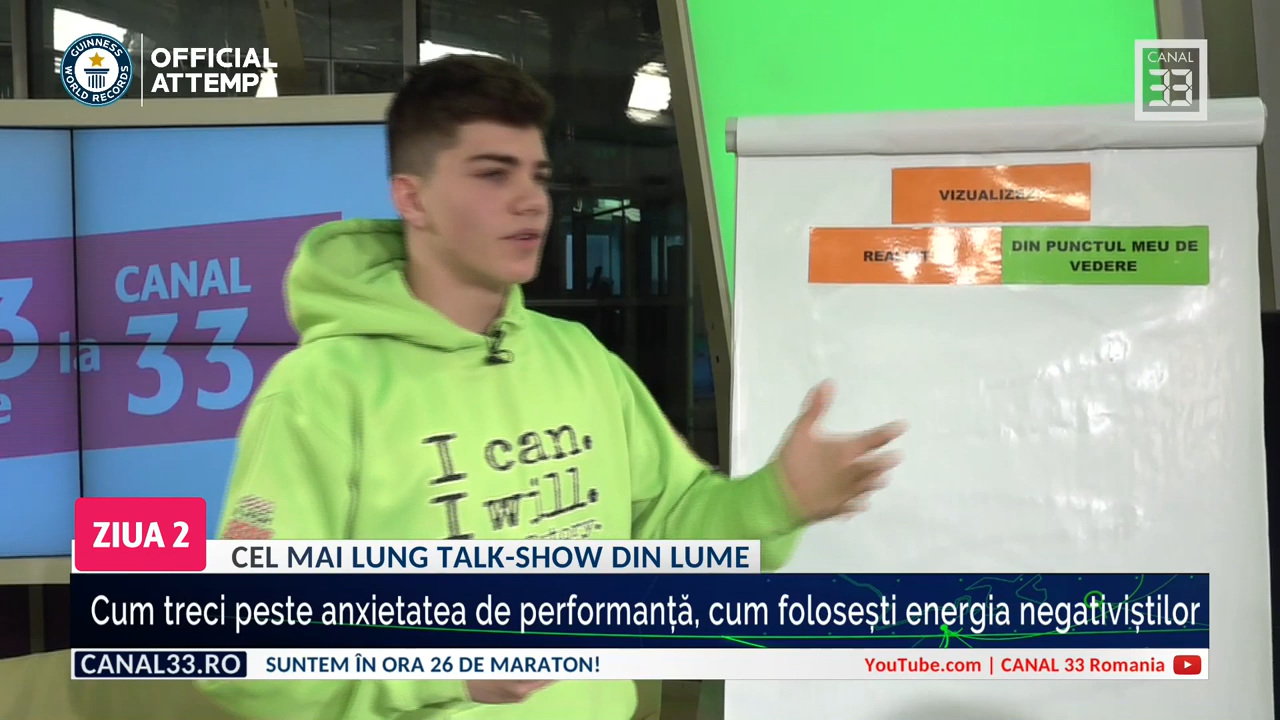 GUINNESS
WORLD RECORDS
OFFICIAL
ATTEMPT
CANAL
33
VIZUALIZEZ
DIN PUNCTUL MEU DE
VEDERE
CANAL
33
3
la
e
I can.
I will.
ZIUA 2
CEL MAI LUNG TALK-SHOW DIN LUME
Cum treci peste anxietatea de performanță, cum folosești energia negativiștilor
CANAL33.RO
SUNTEM ÎN ORA 26 DE MARATON!
YouTube.com | CANAL 33 Romania